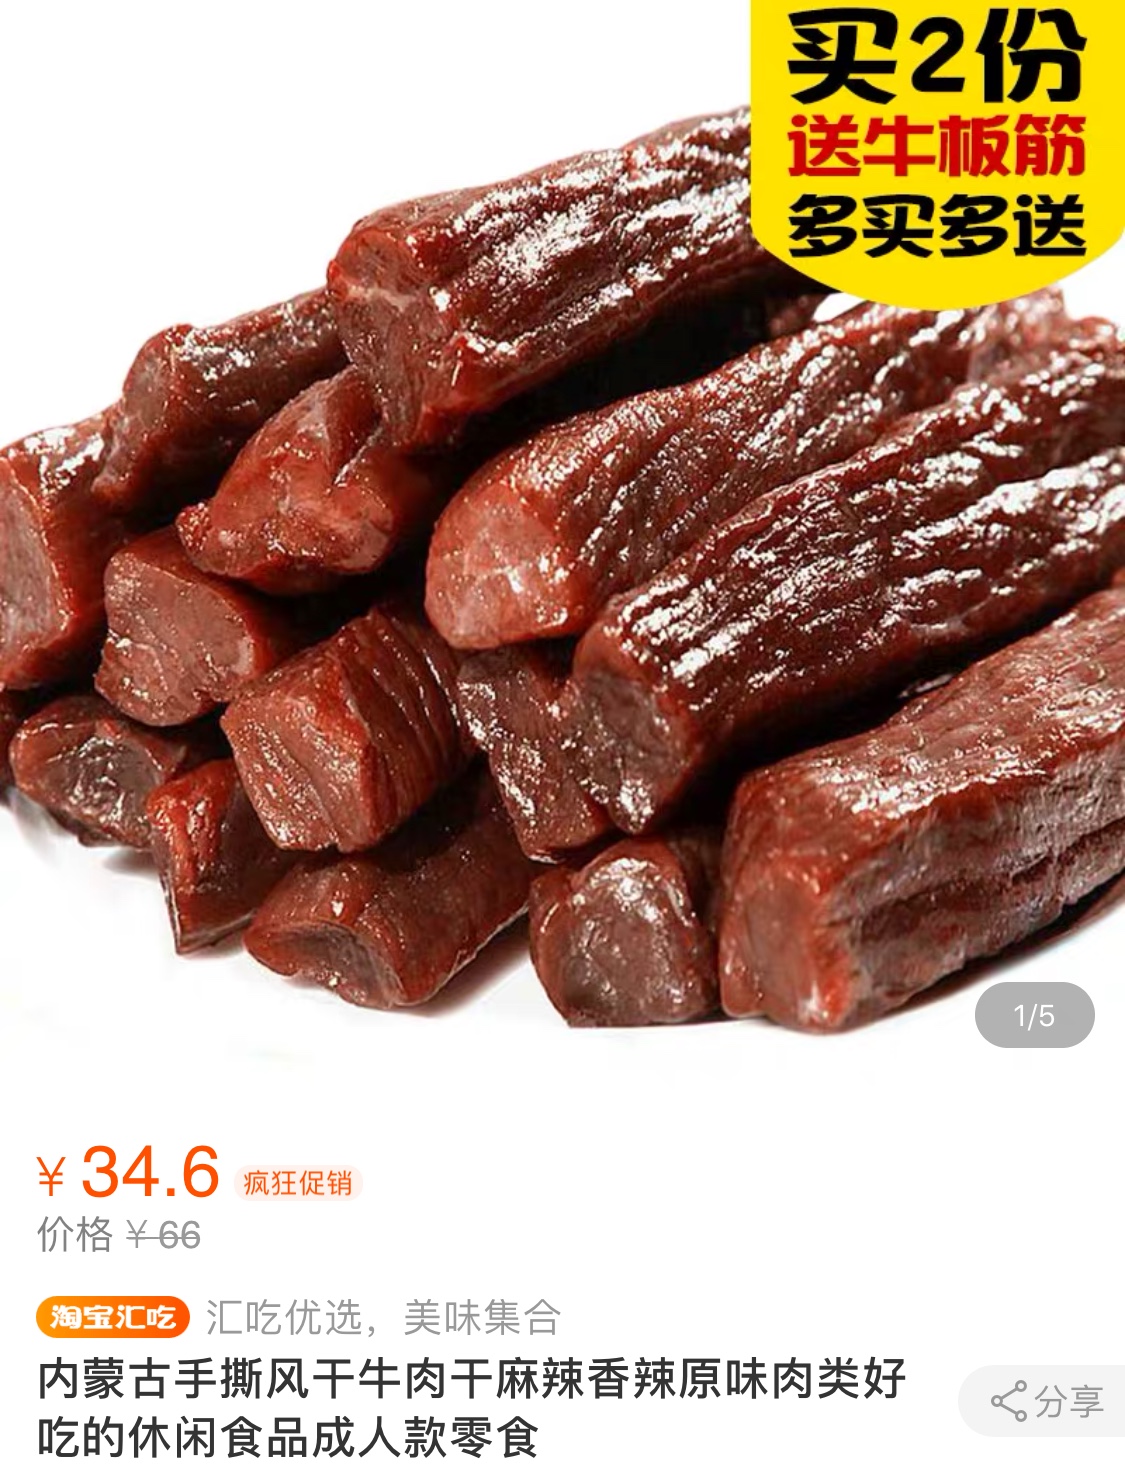 买2份
送牛板筋
多买多送
1/5
¥ 34.6 疯狂促销
价格 ¥ 66
淘宝汇吃 汇吃优选，美味集合
内蒙古手撕风干牛肉干麻辣香辣原味肉类好
吃的休闲食品成人款零食
分享